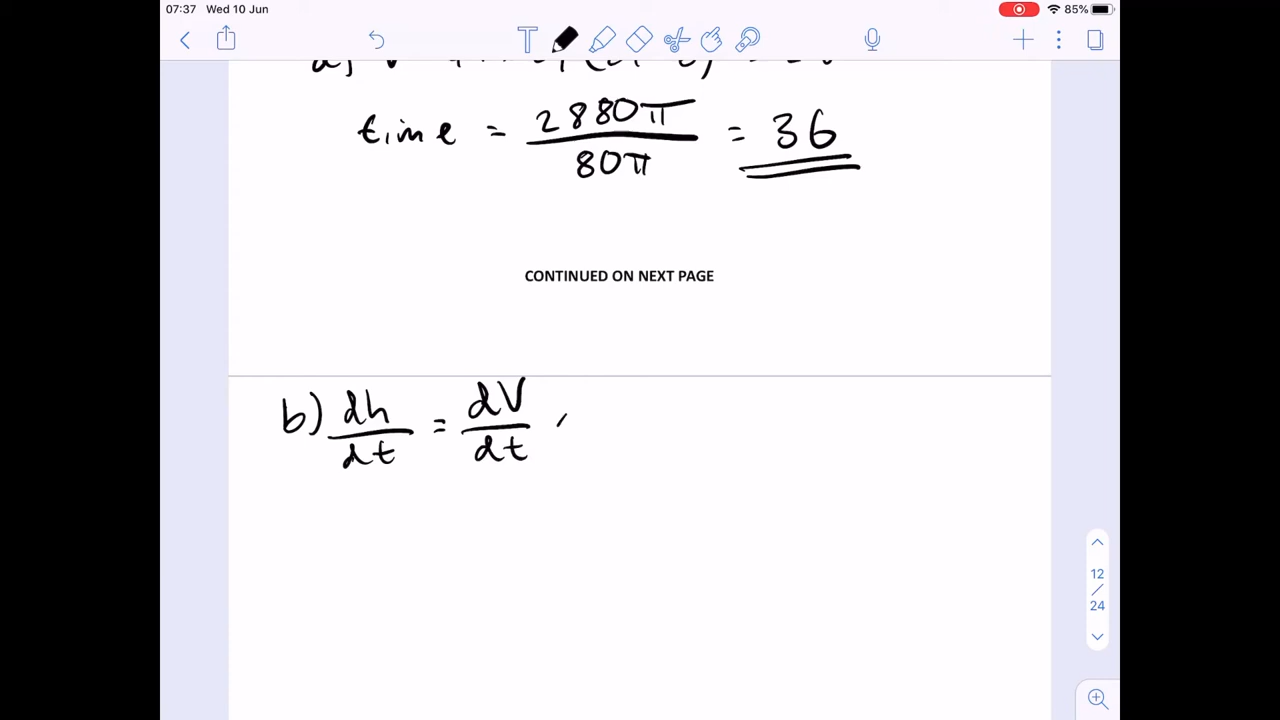 07:37 Wed 10 Jun 85%
time = 2880π / 80π = 36
CONTINUED ON NEXT PAGE
b) dh/dt = dV/dt
12
/
24